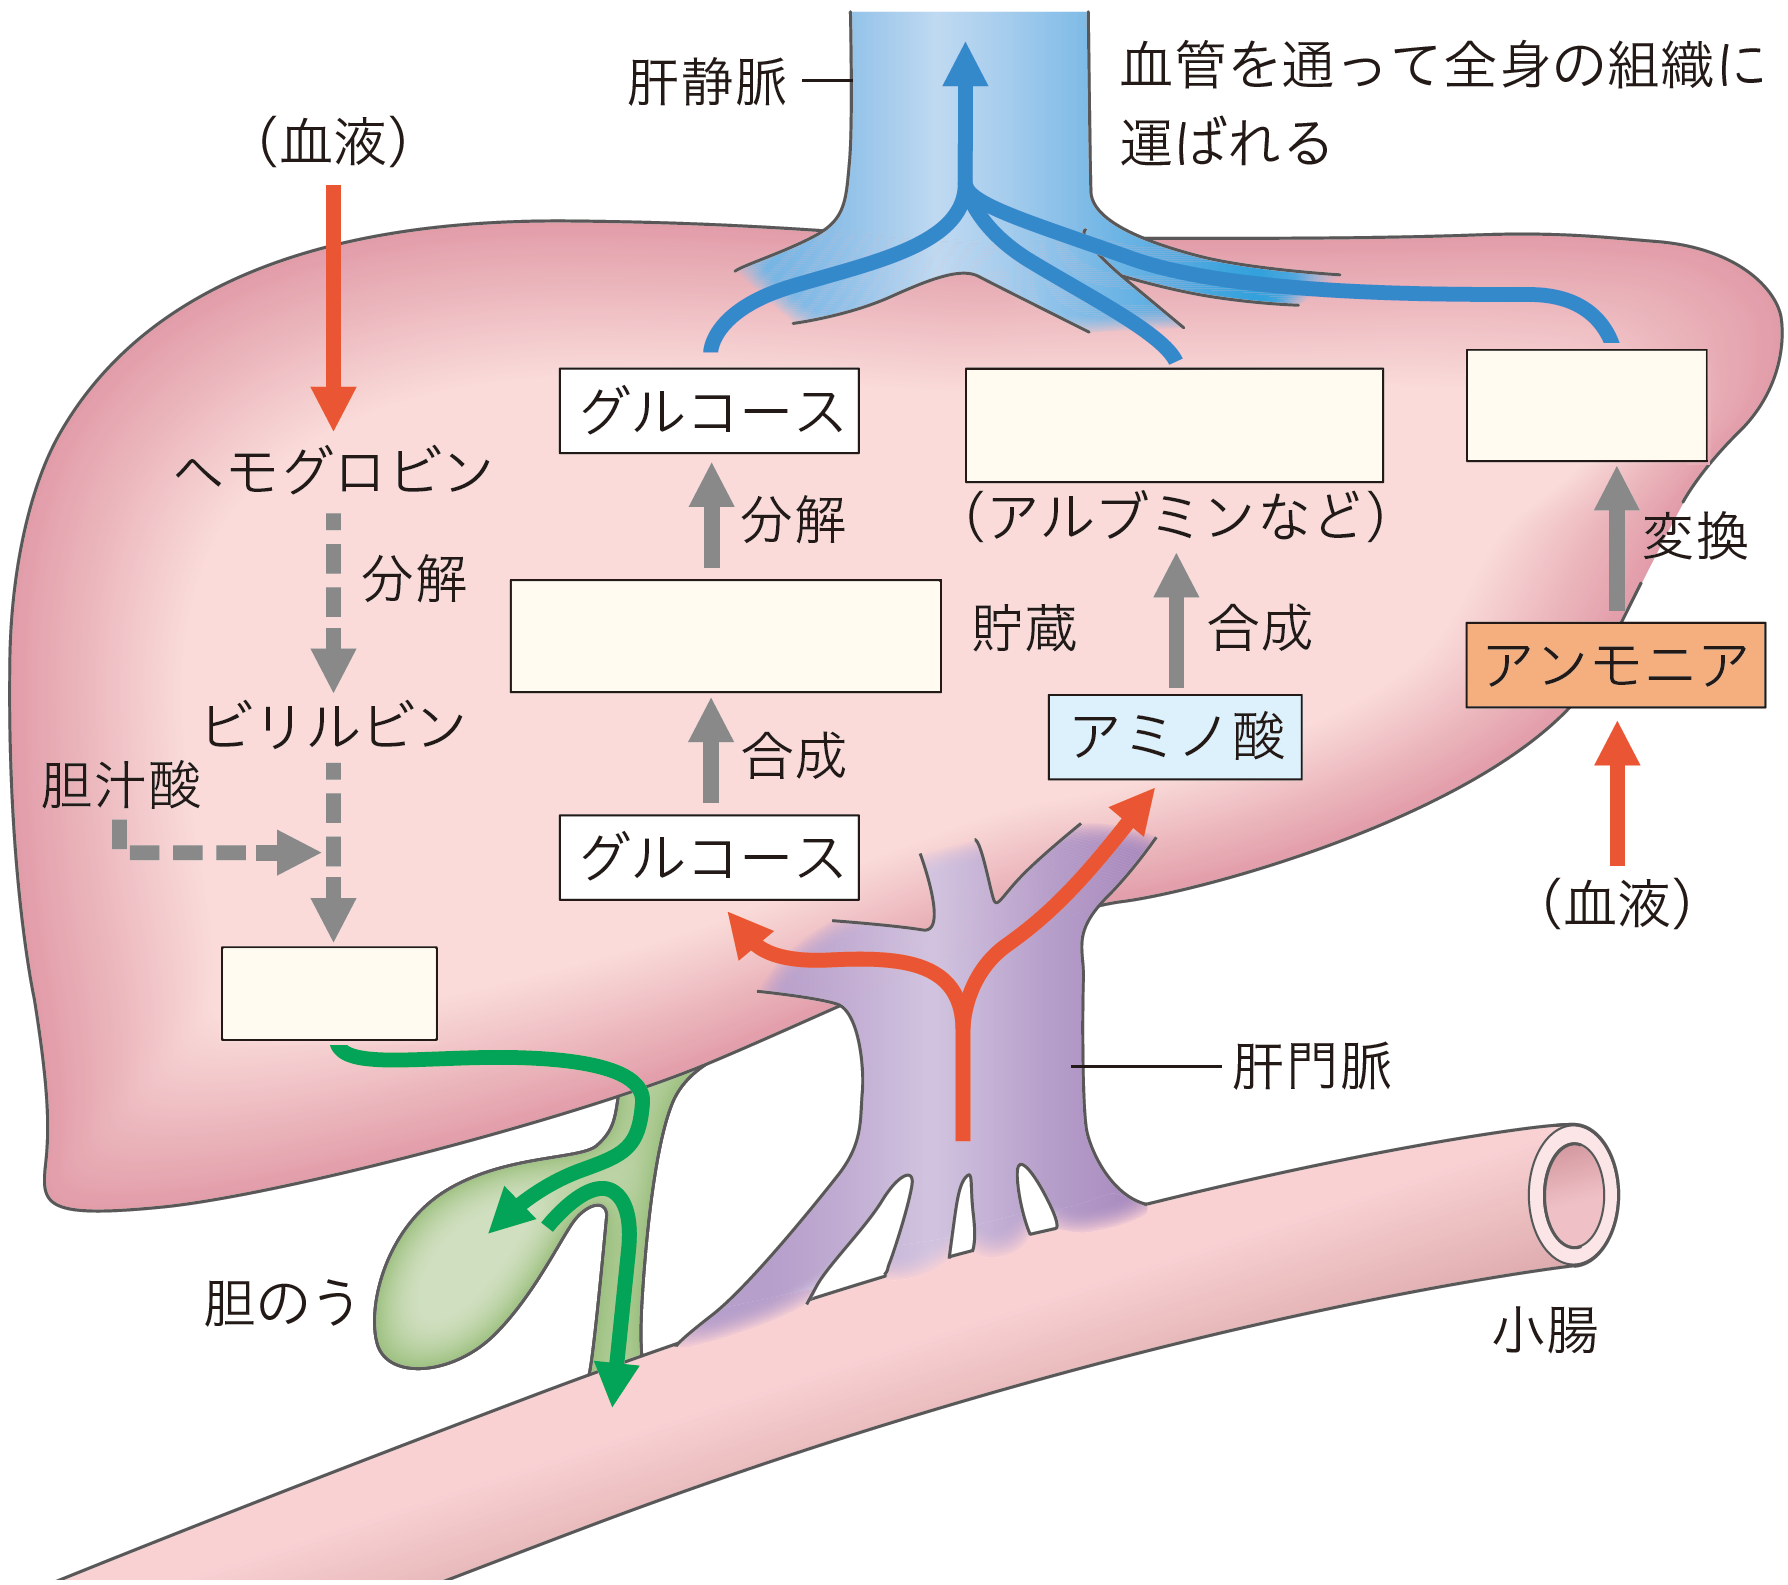 肝静脈
血管を通って全身の組織に
運ばれる
（血液）
グルコース
ヘモグロビン
分解
（アルブミンなど）
変換
分解
貯蔵
合成
アンモニア
ビリルビン
アミノ酸
合成
胆汁酸
グルコース
（血液）
肝門脈
胆のう
小腸